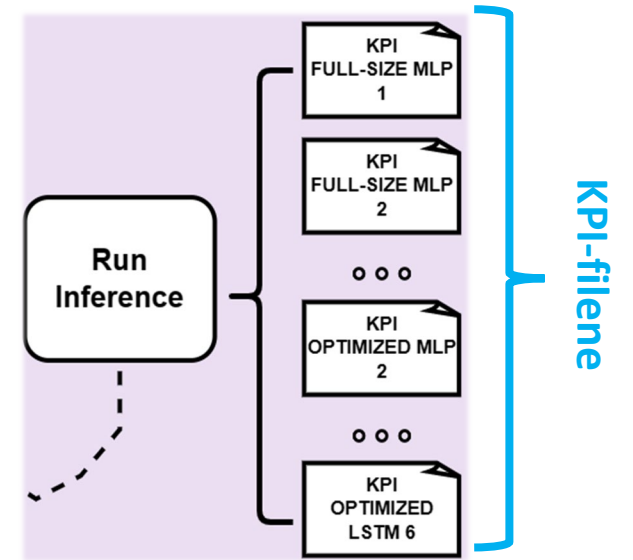 Run
Inference
KPI
FULL-SIZE MLP
1
KPI
FULL-SIZE MLP
2
KPI
OPTIMIZED MLP
2
KPI
OPTIMIZED
LSTM 6
KPI-filene